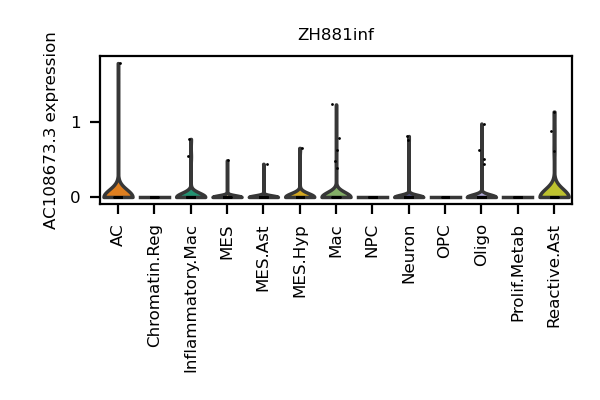 ZH881inf
AC108673.3 expression
1
0
AC
Chromatin.Reg
Inflammatory.Mac
MES
MES.Ast
MES.Hyp
Mac
NPC
Neuron
OPC
Oligo
Prolif.Metab
Reactive.Ast